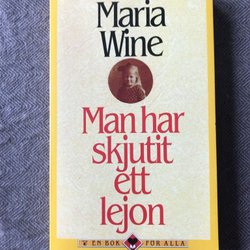 Maria
Wine
Man har
skjutit
ett
lejon
EN BOK FÖR ALLA